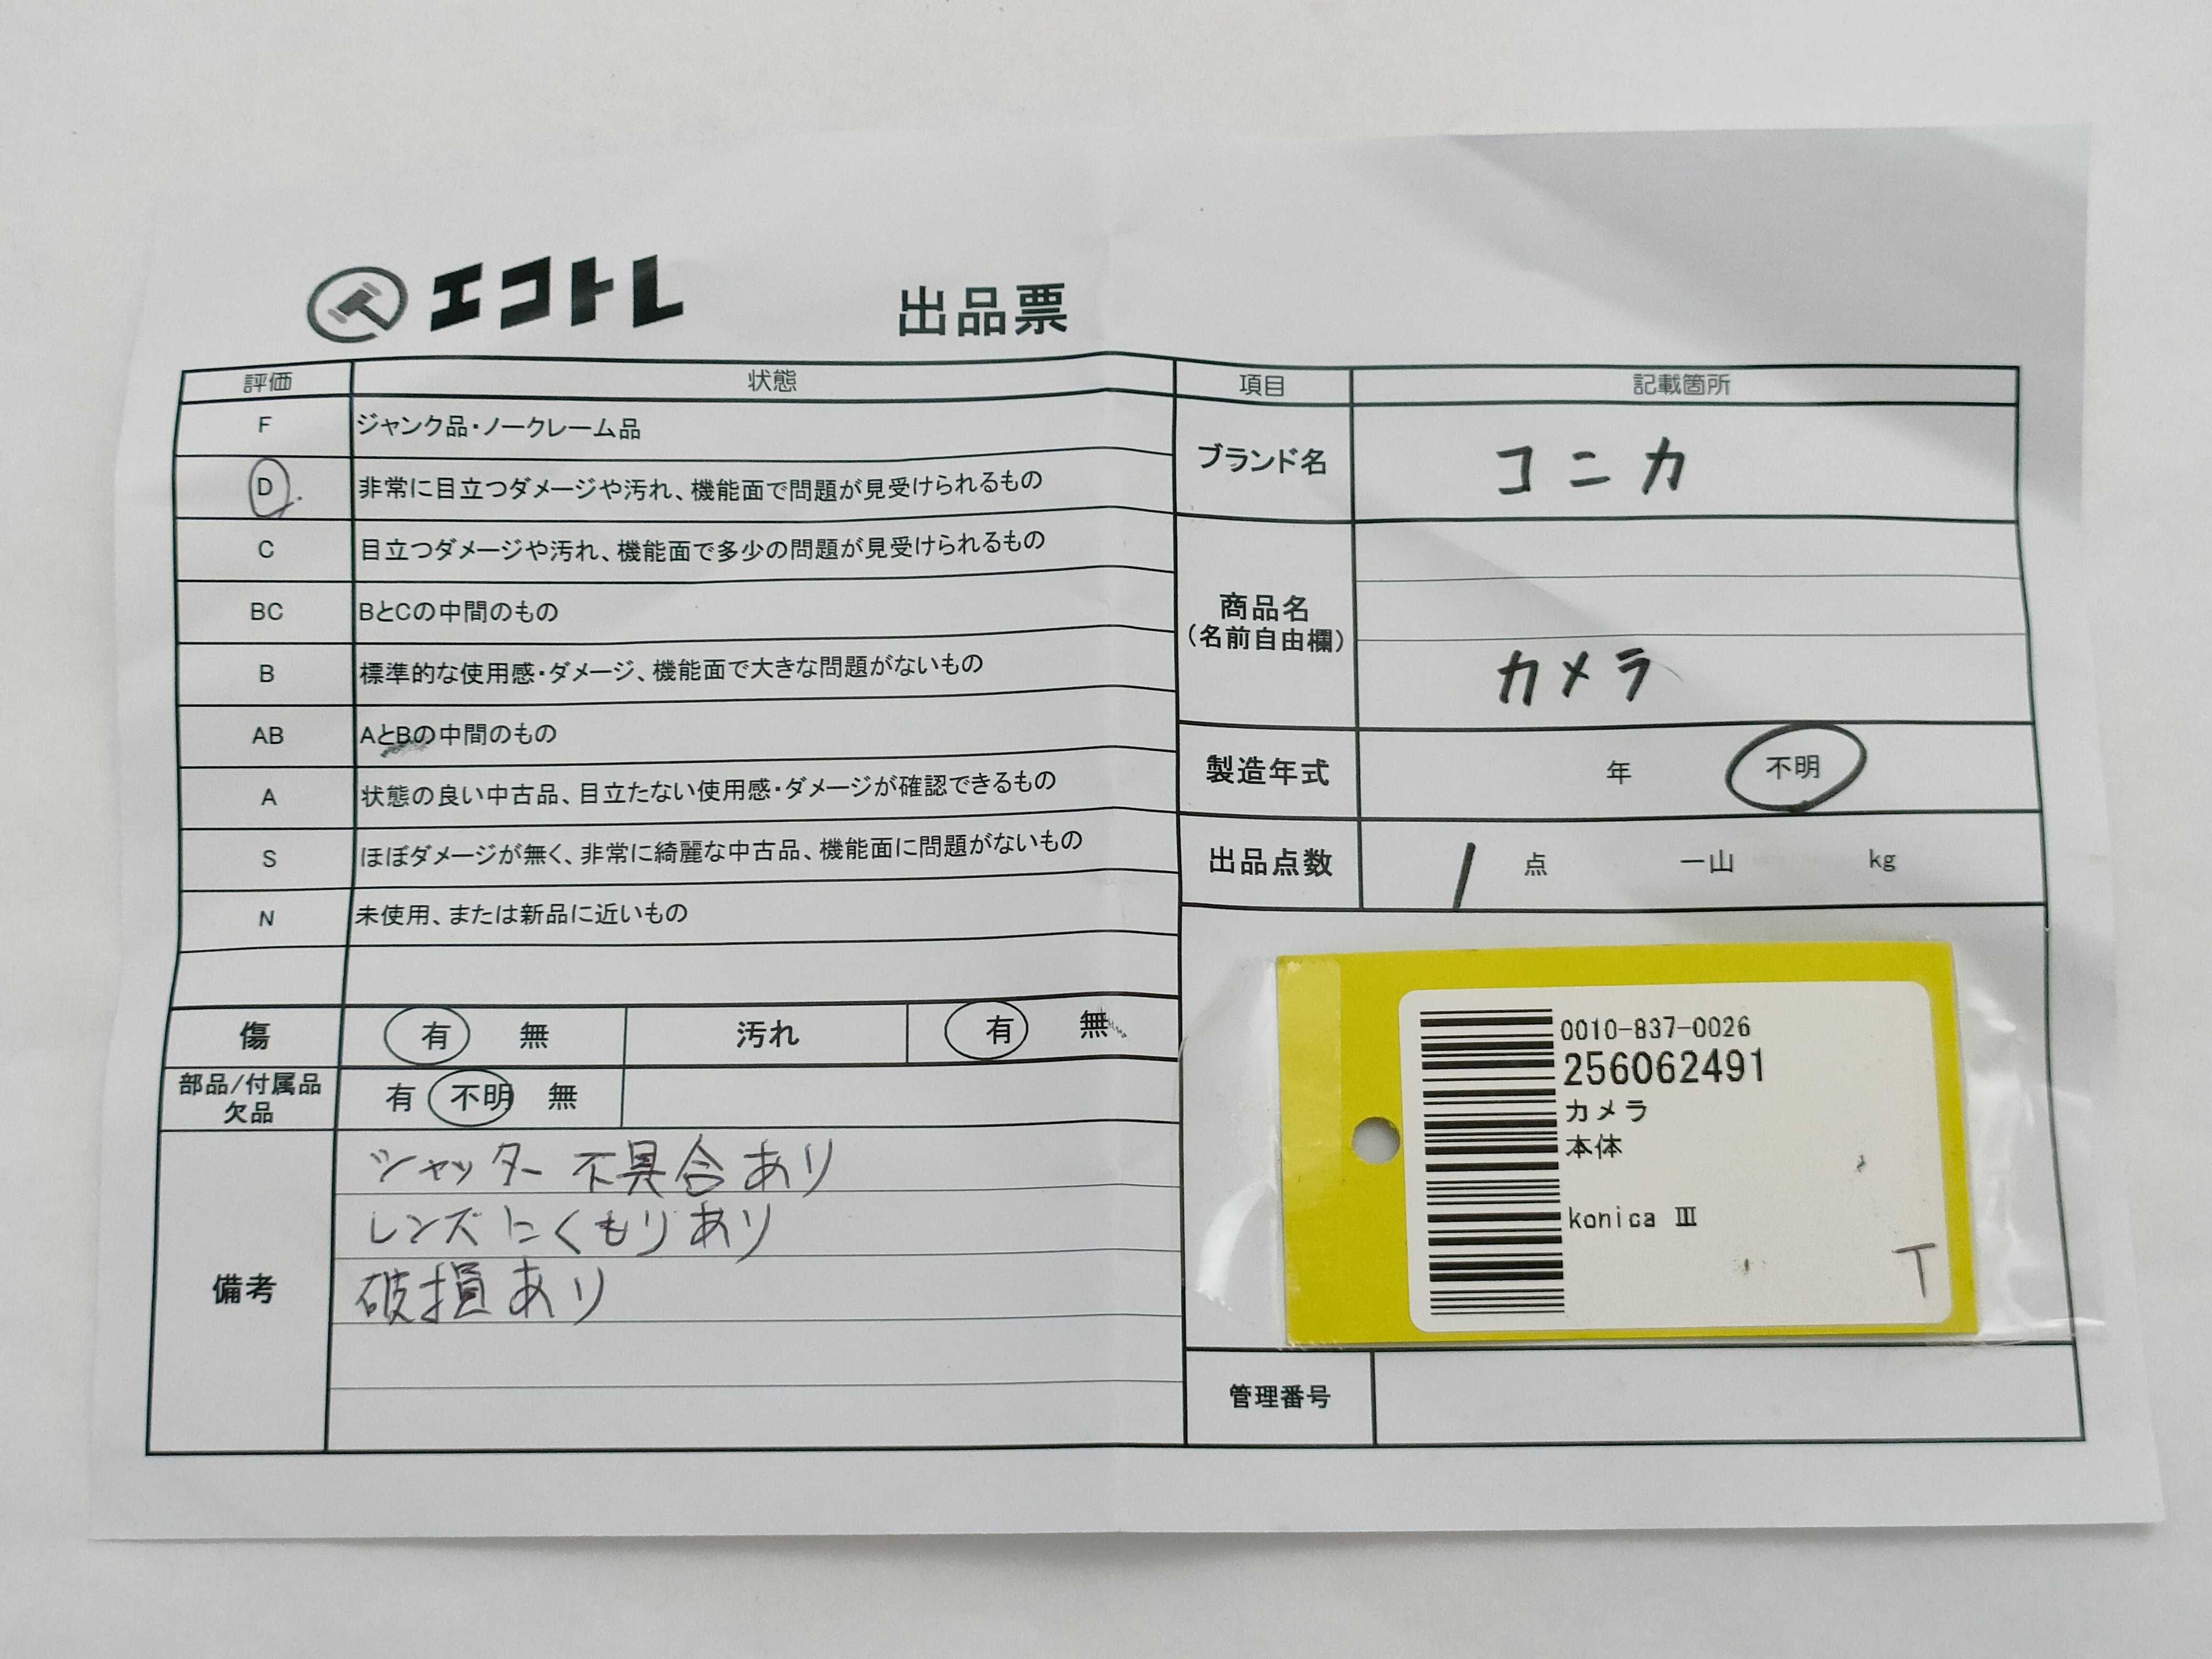 エコトレ
出品票
評価 状態
F ジャンク品・ノークレーム品
D 非常に目立つダメージや汚れ、機能面で問題が見受けられるもの
C 目立つダメージや汚れ、機能面で多少の問題が見受けられるもの
BC BとCの中間のもの
B 標準的な使用感・ダメージ、機能面で大きな問題がないもの
AB AとBの中間のもの
A 状態の良い中古品、目立たない使用感・ダメージが確認できるもの
S ほぼダメージが無く、非常に綺麗な中古品、機能面に問題がないもの
N 未使用、または新品に近いもの
傷 有 無 汚れ 有 無
部品/付属品
欠品
有 不明 無
備考
シャッター不具合あり
レンズにくもりあり
破損あり
項目 記載箇所
ブランド名 コニカ
商品名
(名前自由欄)
カメラ
製造年式 年 不明
出品点数 1 点 一山 kg
0010-837-0026
256062491
カメラ
本体
konica Ⅲ
T
管理番号